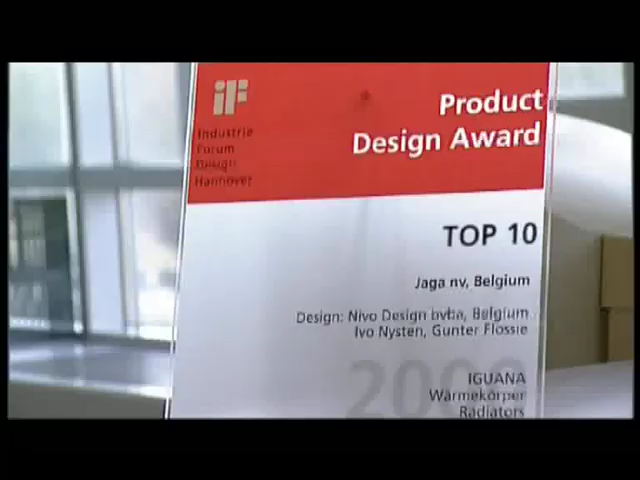 iF
Industrie
Forum
Design
Hannover
Product
Design Award
TOP 10
Jaga nv, Belgium
Design: Nivo Design bvba, Belgium
Ivo Nysten, Gunter Flossie
IGUANA
Wärmekörper
Radiators